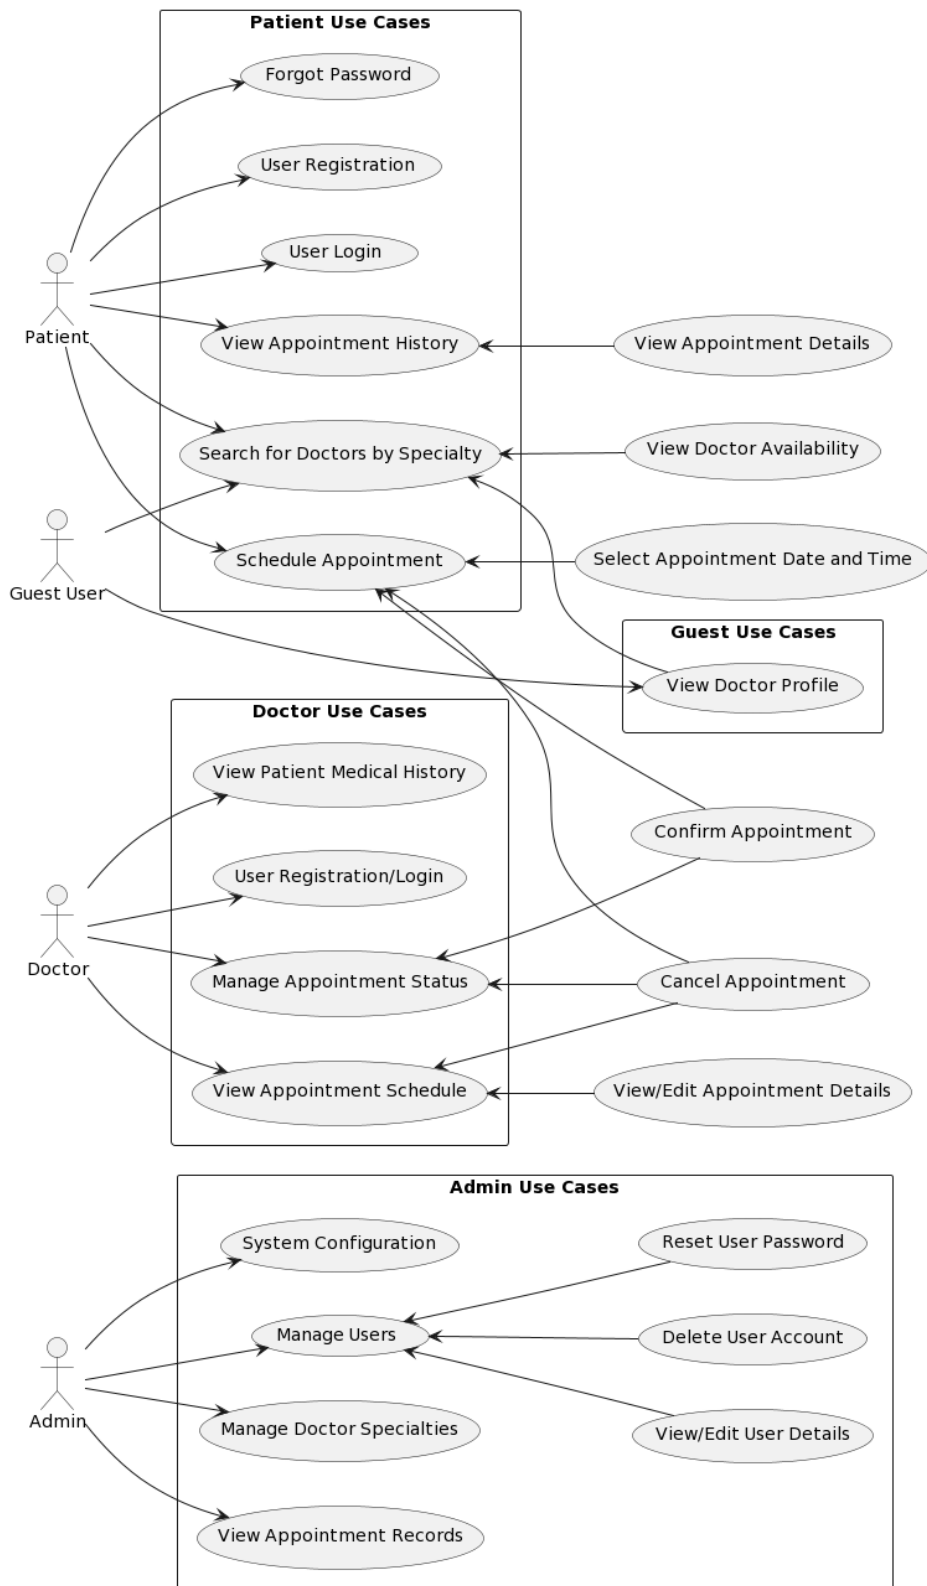 Patient Use Cases
Forgot Password
User Registration
User Login
Patient
View Appointment History
View Appointment Details
Search for Doctors by Specialty
View Doctor Availability
Guest User
Schedule Appointment
Select Appointment Date and Time
Guest Use Cases
View Doctor Profile
Doctor Use Cases
View Patient Medical History
Confirm Appointment
User Registration/Login
Doctor
Manage Appointment Status
Cancel Appointment
View Appointment Schedule
View/Edit Appointment Details
Admin Use Cases
System Configuration
Reset User Password
Manage Users
Delete User Account
Admin
Manage Doctor Specialties
View/Edit User Details
View Appointment Records